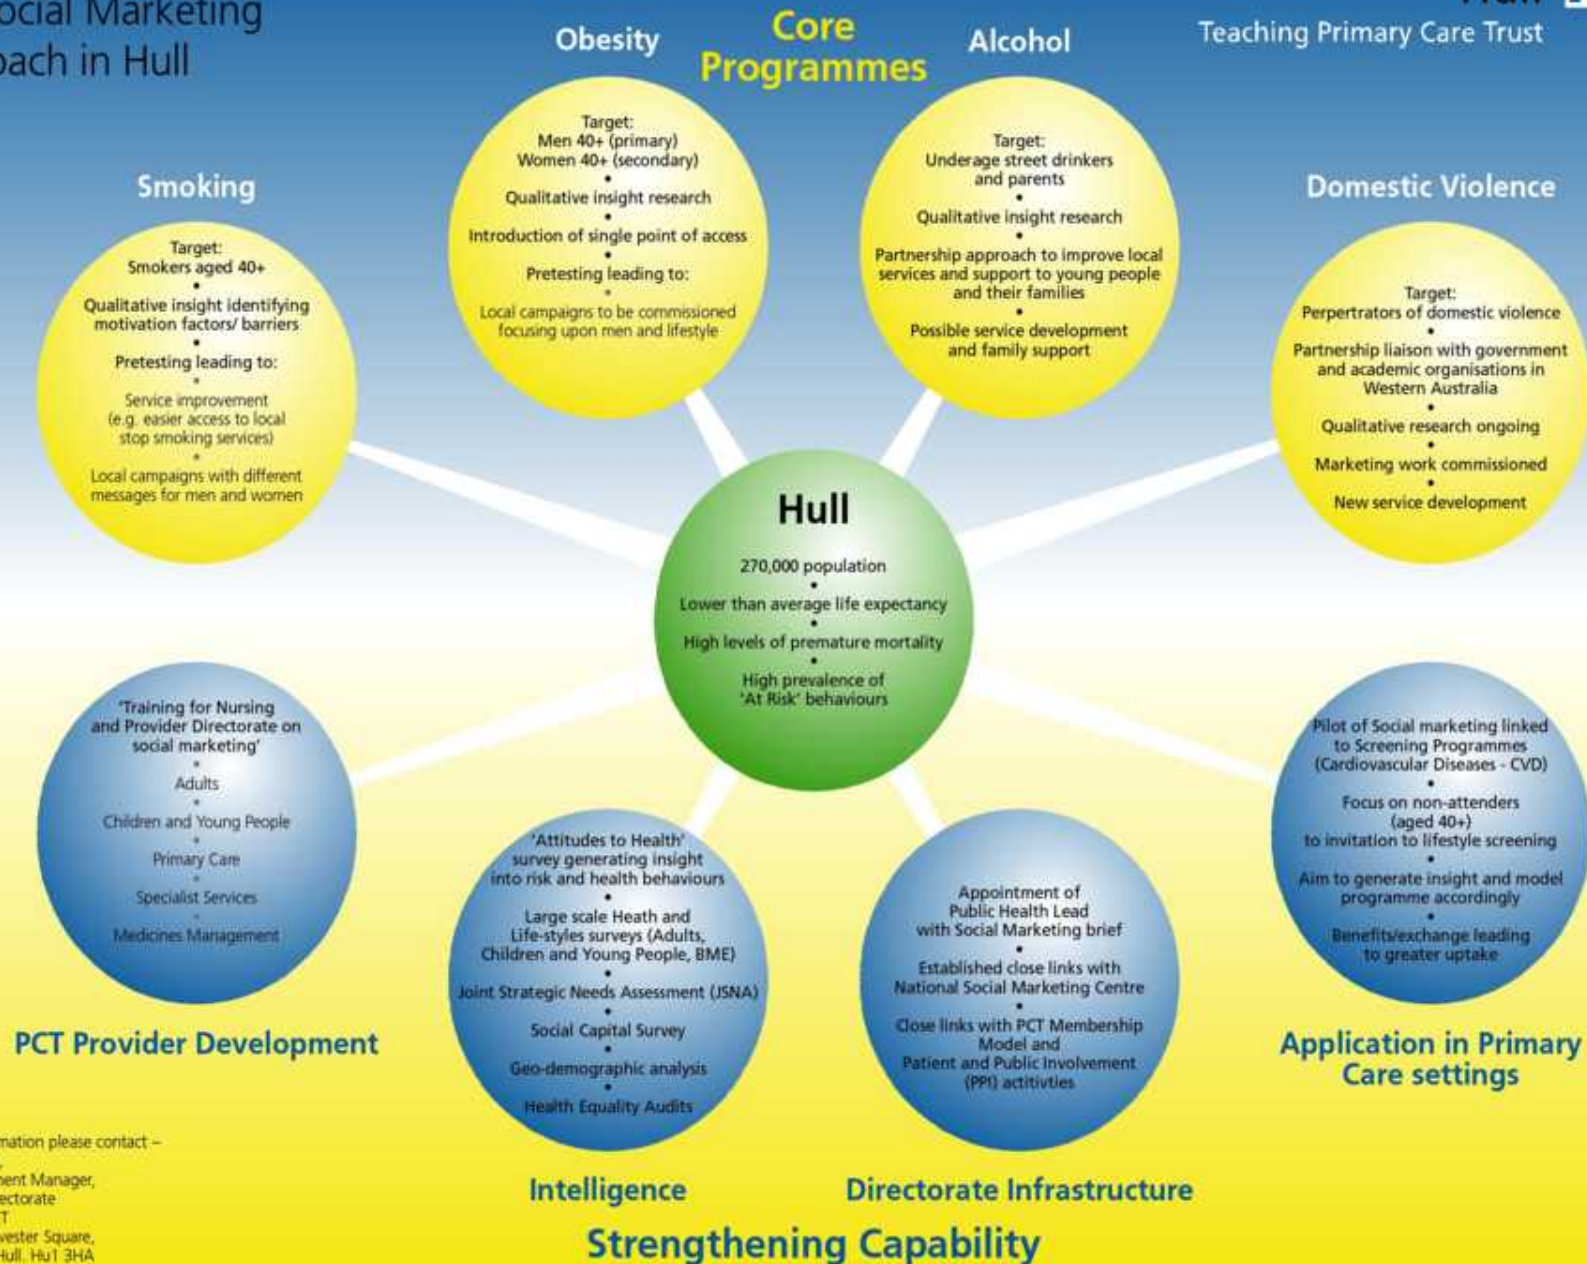 ocial Marketing
oach in Hull
Core
Programmes
Teaching Primary Care Trust
Smoking
Target:
Smokers aged 40+
•
Qualitative insight identifying
motivation factors/ barriers
•
Pretesting leading to:
•
Service improvement
(e.g. easier access to local
stop smoking services)
•
Local campaigns with different
messages for men and women
Obesity
Target:
Men 40+ (primary)
Women 40+ (secondary)
•
Qualitative insight research
•
Introduction of single point of access
•
Pretesting leading to:
•
Local campaigns to be commissioned
focusing upon men and lifestyle
Alcohol
Target:
Underage street drinkers
and parents
•
Qualitative insight research
•
Partnership approach to improve local
services and support to young people
and their families
•
Possible service development
and family support
Domestic Violence
Target:
Perpertrators of domestic violence
•
Partnership liaison with government
and academic organisations in
Western Australia
•
Qualitative research ongoing
•
Marketing work commissioned
•
New service development
Hull
270,000 population
•
Lower than average life expectancy
•
High levels of premature mortality
•
High prevalence of
'At Risk' behaviours
'Training for Nursing
and Provider Directorate on
social marketing'
•
Adults
•
Children and Young People
•
Primary Care
•
Specialist Services
•
Medicines Management
PCT Provider Development
'Attitudes to Health'
survey generating insight
into risk and health behaviours
•
Large scale Heath and
Life-styles surveys (Adults,
Children and Young People, BME)
•
Joint Strategic Needs Assessment (JSNA)
•
Social Capital Survey
•
Geo-demographic analysis
•
Health Equality Audits
Intelligence
Appointment of
Public Health Lead
with Social Marketing brief
•
Established close links with
National Social Marketing Centre
•
Close links with PCT Membership
Model and
Patient and Public Involvement
(PPI) actitivties
Directorate Infrastructure
Pilot of Social marketing linked
to Screening Programmes
(Cardiovascular Diseases - CVD)
•
Focus on non-attenders
(aged 40+)
to invitation to lifestyle screening
•
Aim to generate insight and model
programme accordingly
•
Benefits/exchange leading
to greater uptake
Application in Primary
Care settings
Strengthening Capability
mation please contact –
ent Manager,
ectorate
T
vester Square,
Hull. Hu1 3HA